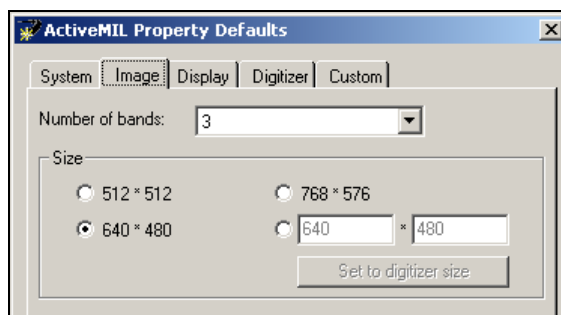 ActiveMIL Property Defaults
System Image Display Digitizer Custom
Number of bands: 3
Size
512 * 512 768 * 576
640 * 480 640 * 480
Set to digitizer size